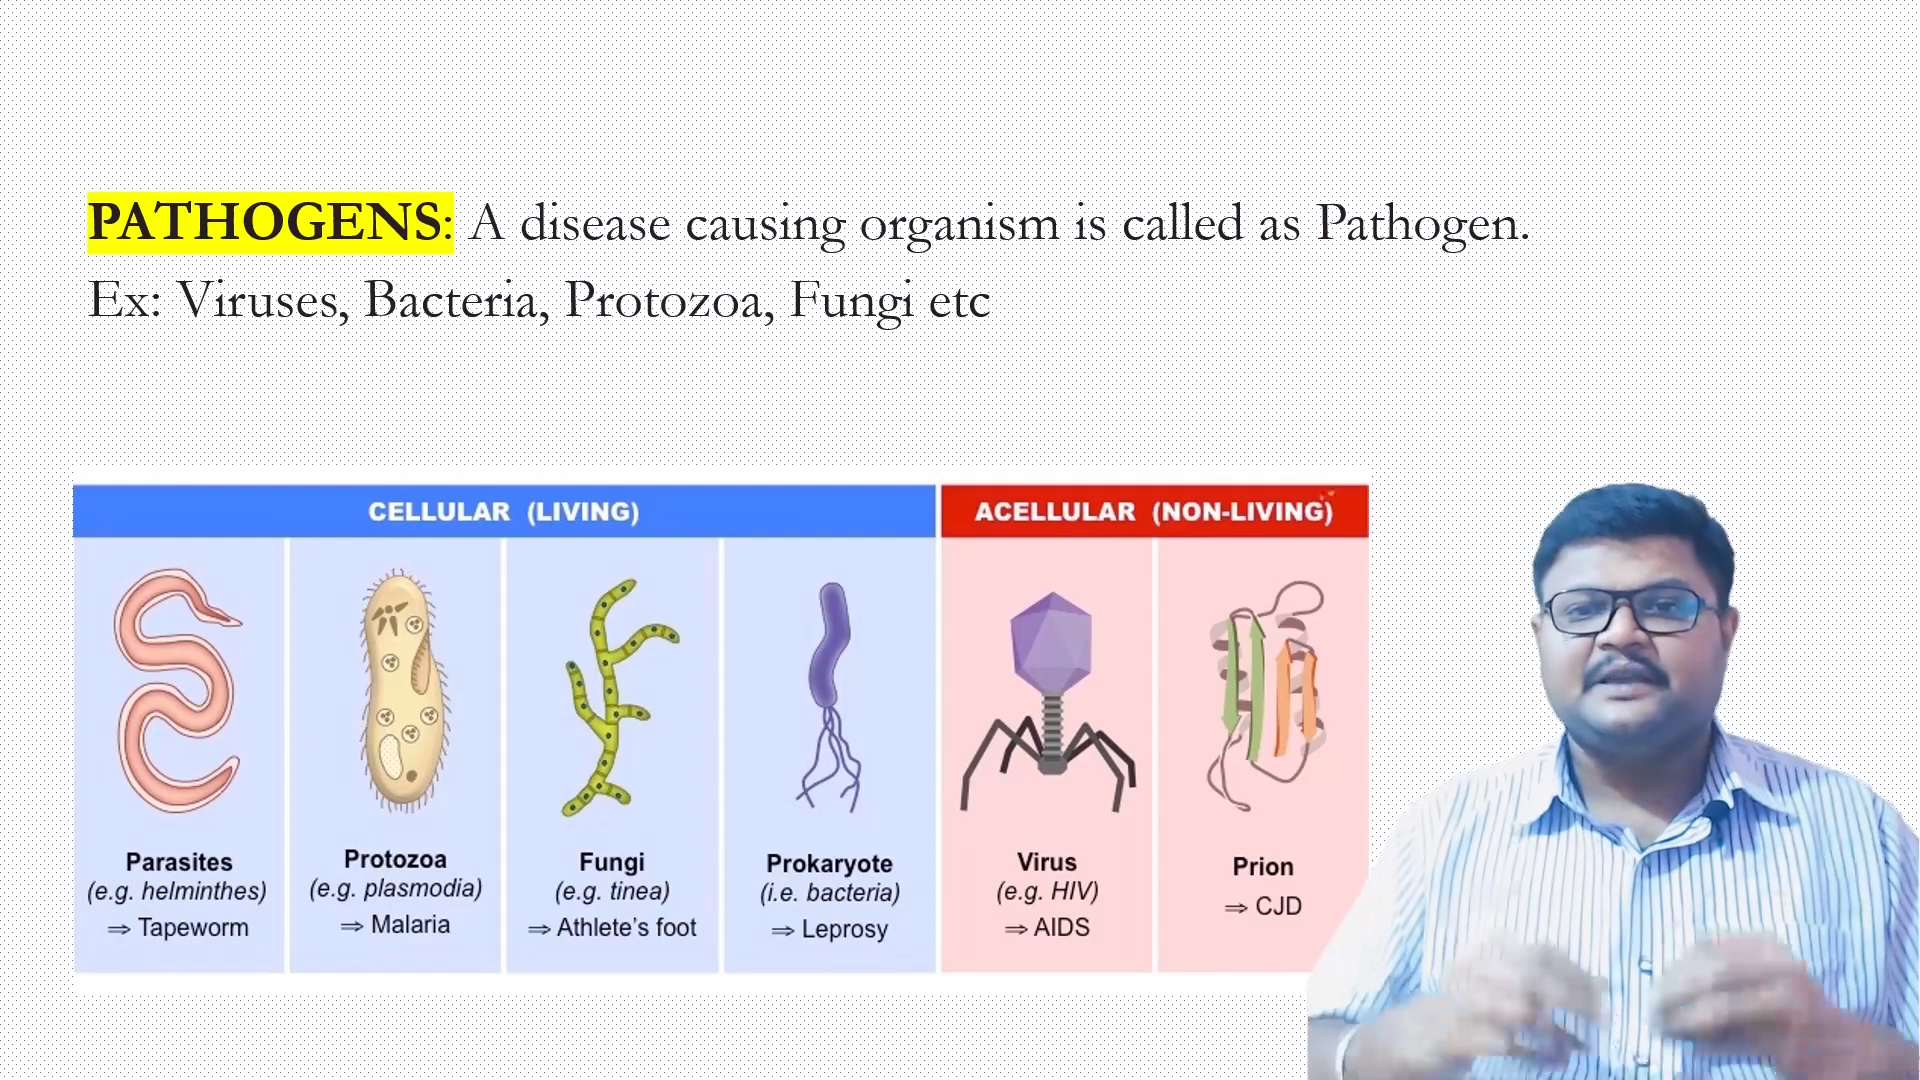 PATHOGENS: A disease causing organism is called as Pathogen.
Ex: Viruses, Bacteria, Protozoa, Fungi etc
CELLULAR (LIVING)
ACELLULAR (NON-LIVING)
Parasites
(e.g. helminthes)
⇒ Tapeworm
Protozoa
(e.g. plasmodia)
⇒ Malaria
Fungi
(e.g. tinea)
⇒ Athlete's foot
Prokaryote
(i.e. bacteria)
⇒ Leprosy
Virus
(e.g. HIV)
⇒ AIDS
Prion
⇒ CJD